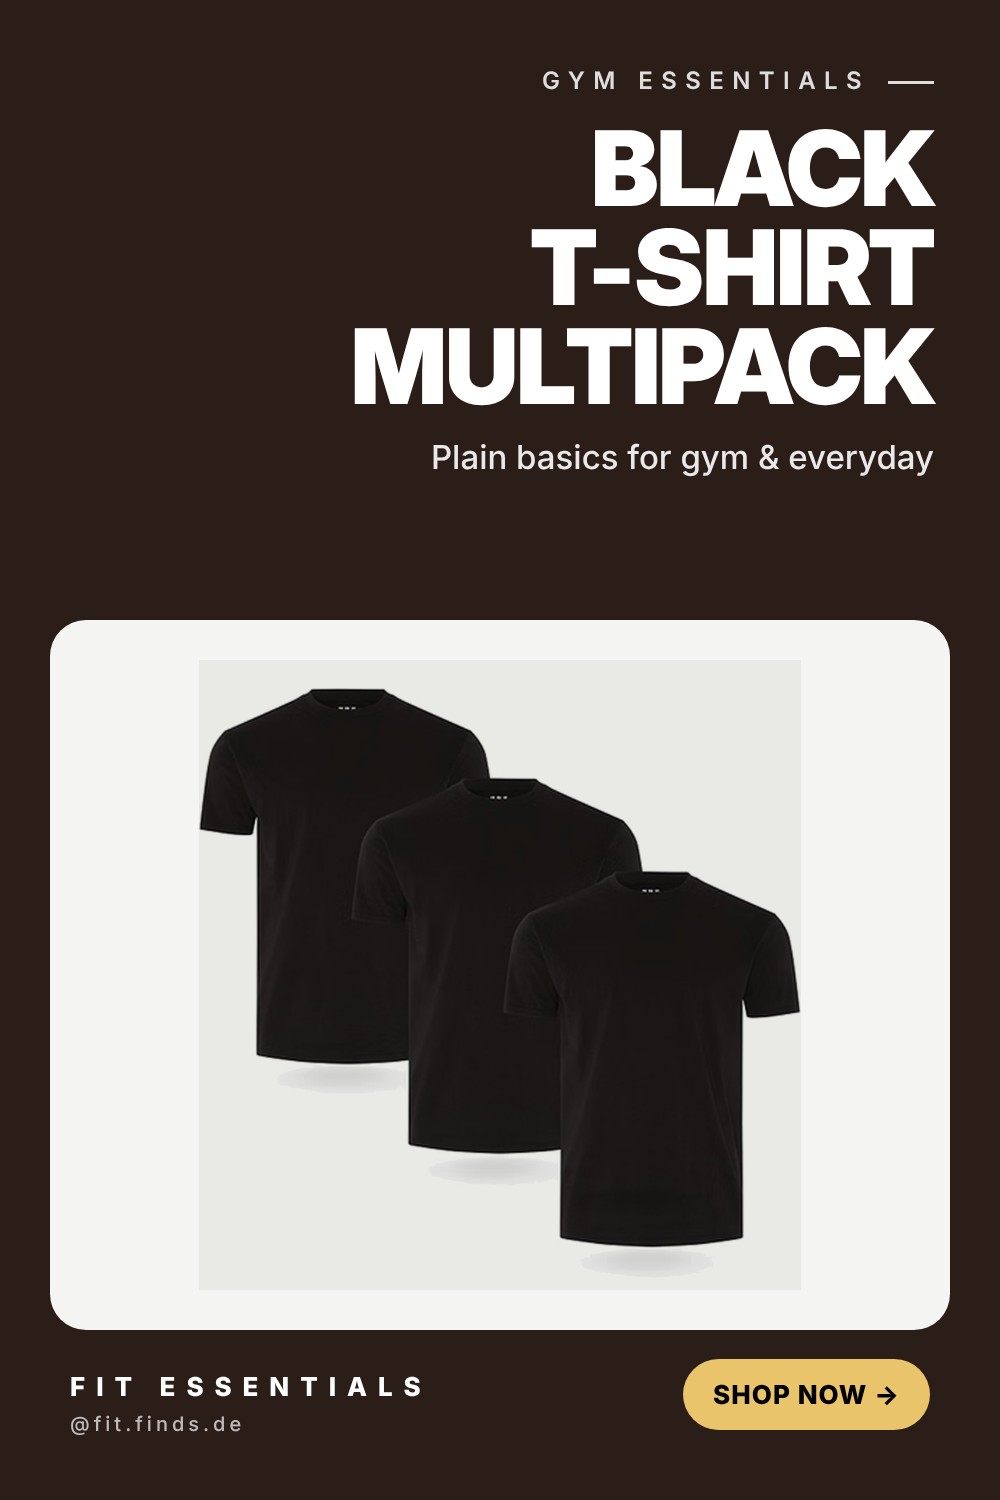 GYM ESSENTIALS
BLACK
T-SHIRT
MULTIPACK
Plain basics for gym & everyday
FIT ESSENTIALS
@fit.finds.de
SHOP NOW →